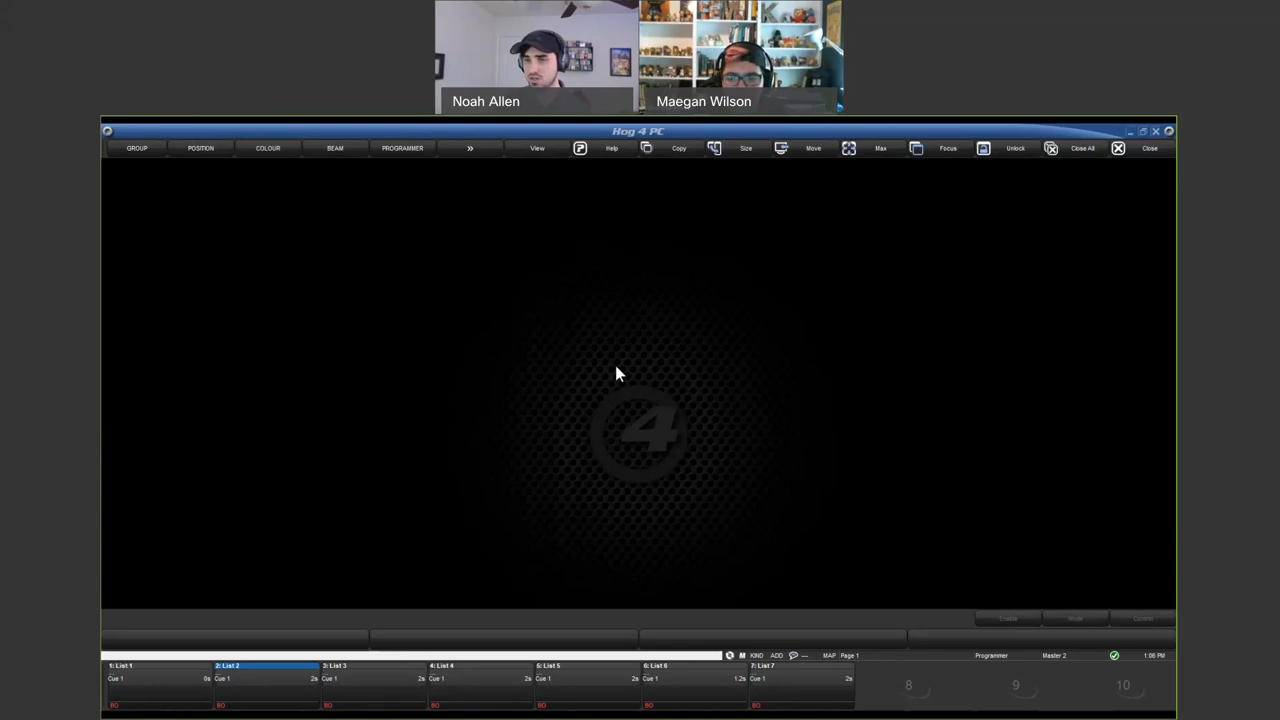 Noah Allen
Maegan Wilson
Hog 4 PC
GROUP POSITION COLOUR BEAM PROGRAMMER » View Help Copy Size Move Max Focus Unlock Close All Close
4
Enable Mode Control
KIND ADD --- MAP Page 1 Programmer Master 2 1:06 PM
1: List 1 2: List 2 3: List 3 4: List 4 5: List 5 6: List 6 7: List 7
Cue 1 0s Cue 1 2s Cue 1 2s Cue 1 2s Cue 1 2s Cue 1 1.2s Cue 1 2s 8 9 10
BO BO BO BO BO BO BO